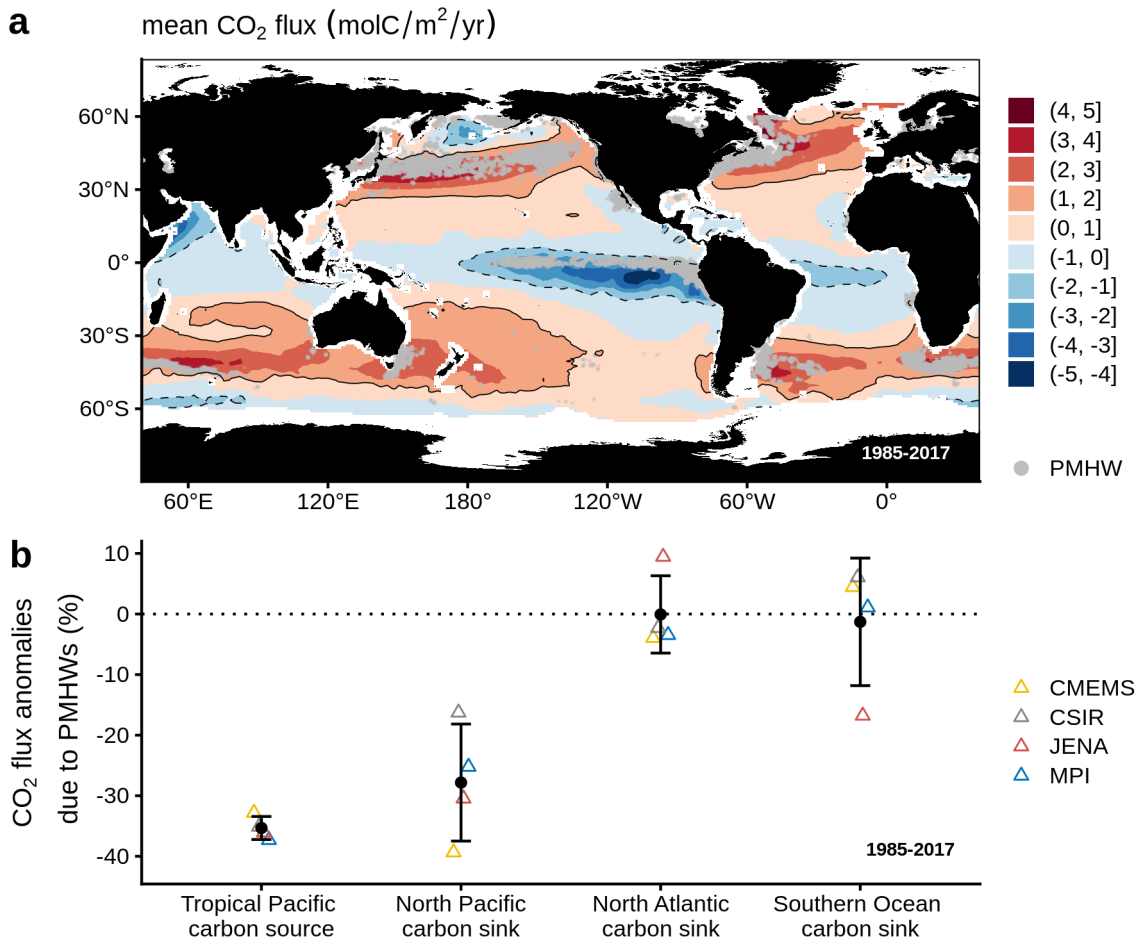 a
mean CO₂ flux (molC/m²/yr)
60°N
30°N
0°
30°S
60°S
60°E 120°E 180° 120°W 60°W 0°
1985-2017
(4, 5]
(3, 4]
(2, 3]
(1, 2]
(0, 1]
(-1, 0]
(-2, -1]
(-3, -2]
(-4, -3]
(-5, -4]
PMHW
b
CO₂ flux anomalies
due to PMHWs (%)
10
0
-10
-20
-30
-40
1985-2017
Tropical Pacific
carbon source
North Pacific
carbon sink
North Atlantic
carbon sink
Southern Ocean
carbon sink
CMEMS
CSIR
JENA
MPI